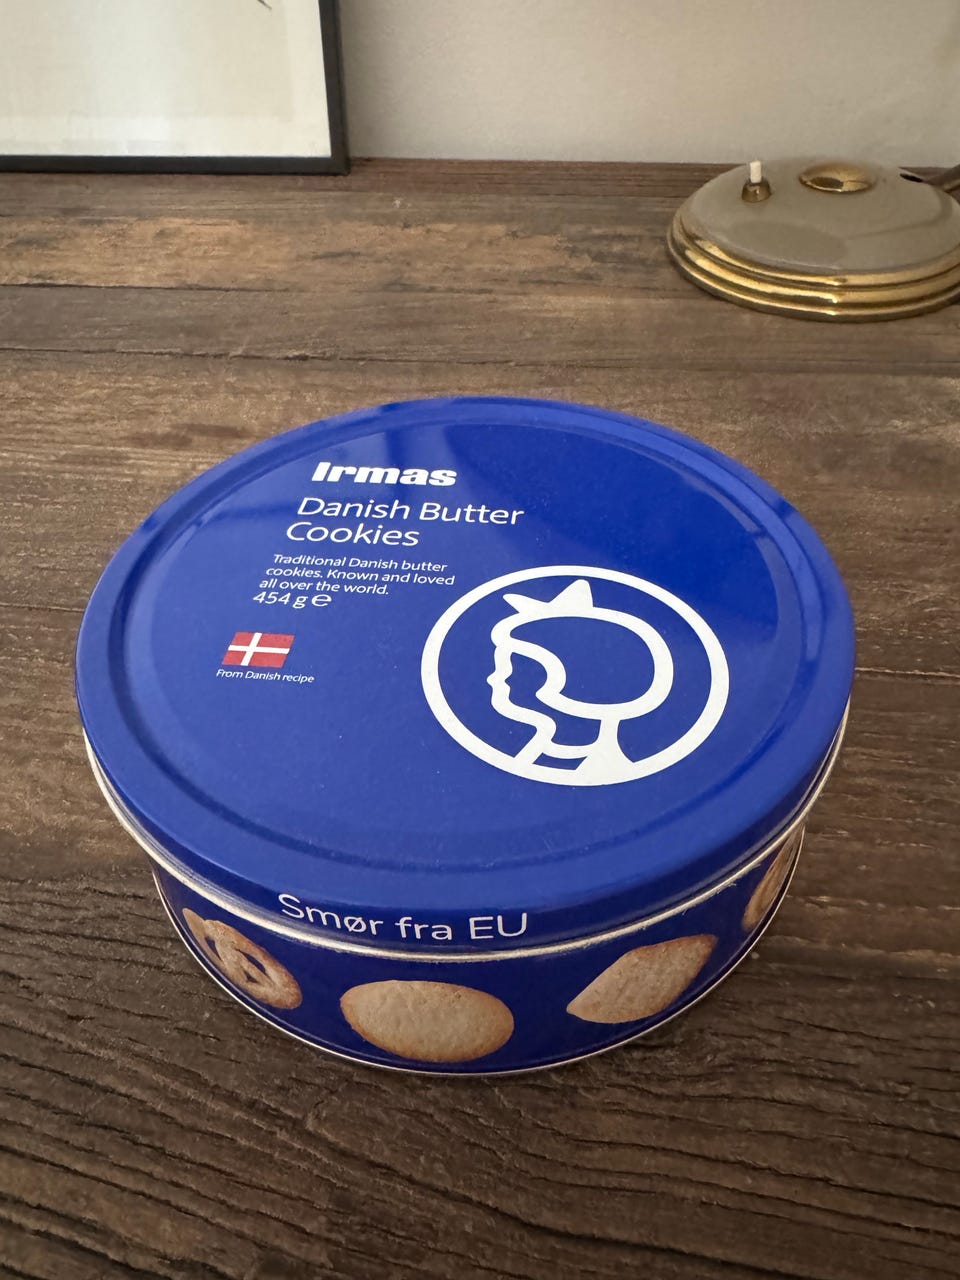 Irmas
Danish Butter
Cookies
Traditional Danish butter
cookies. Known and loved
all over the world.
454 g ℮
From Danish recipe
Smør fra EU